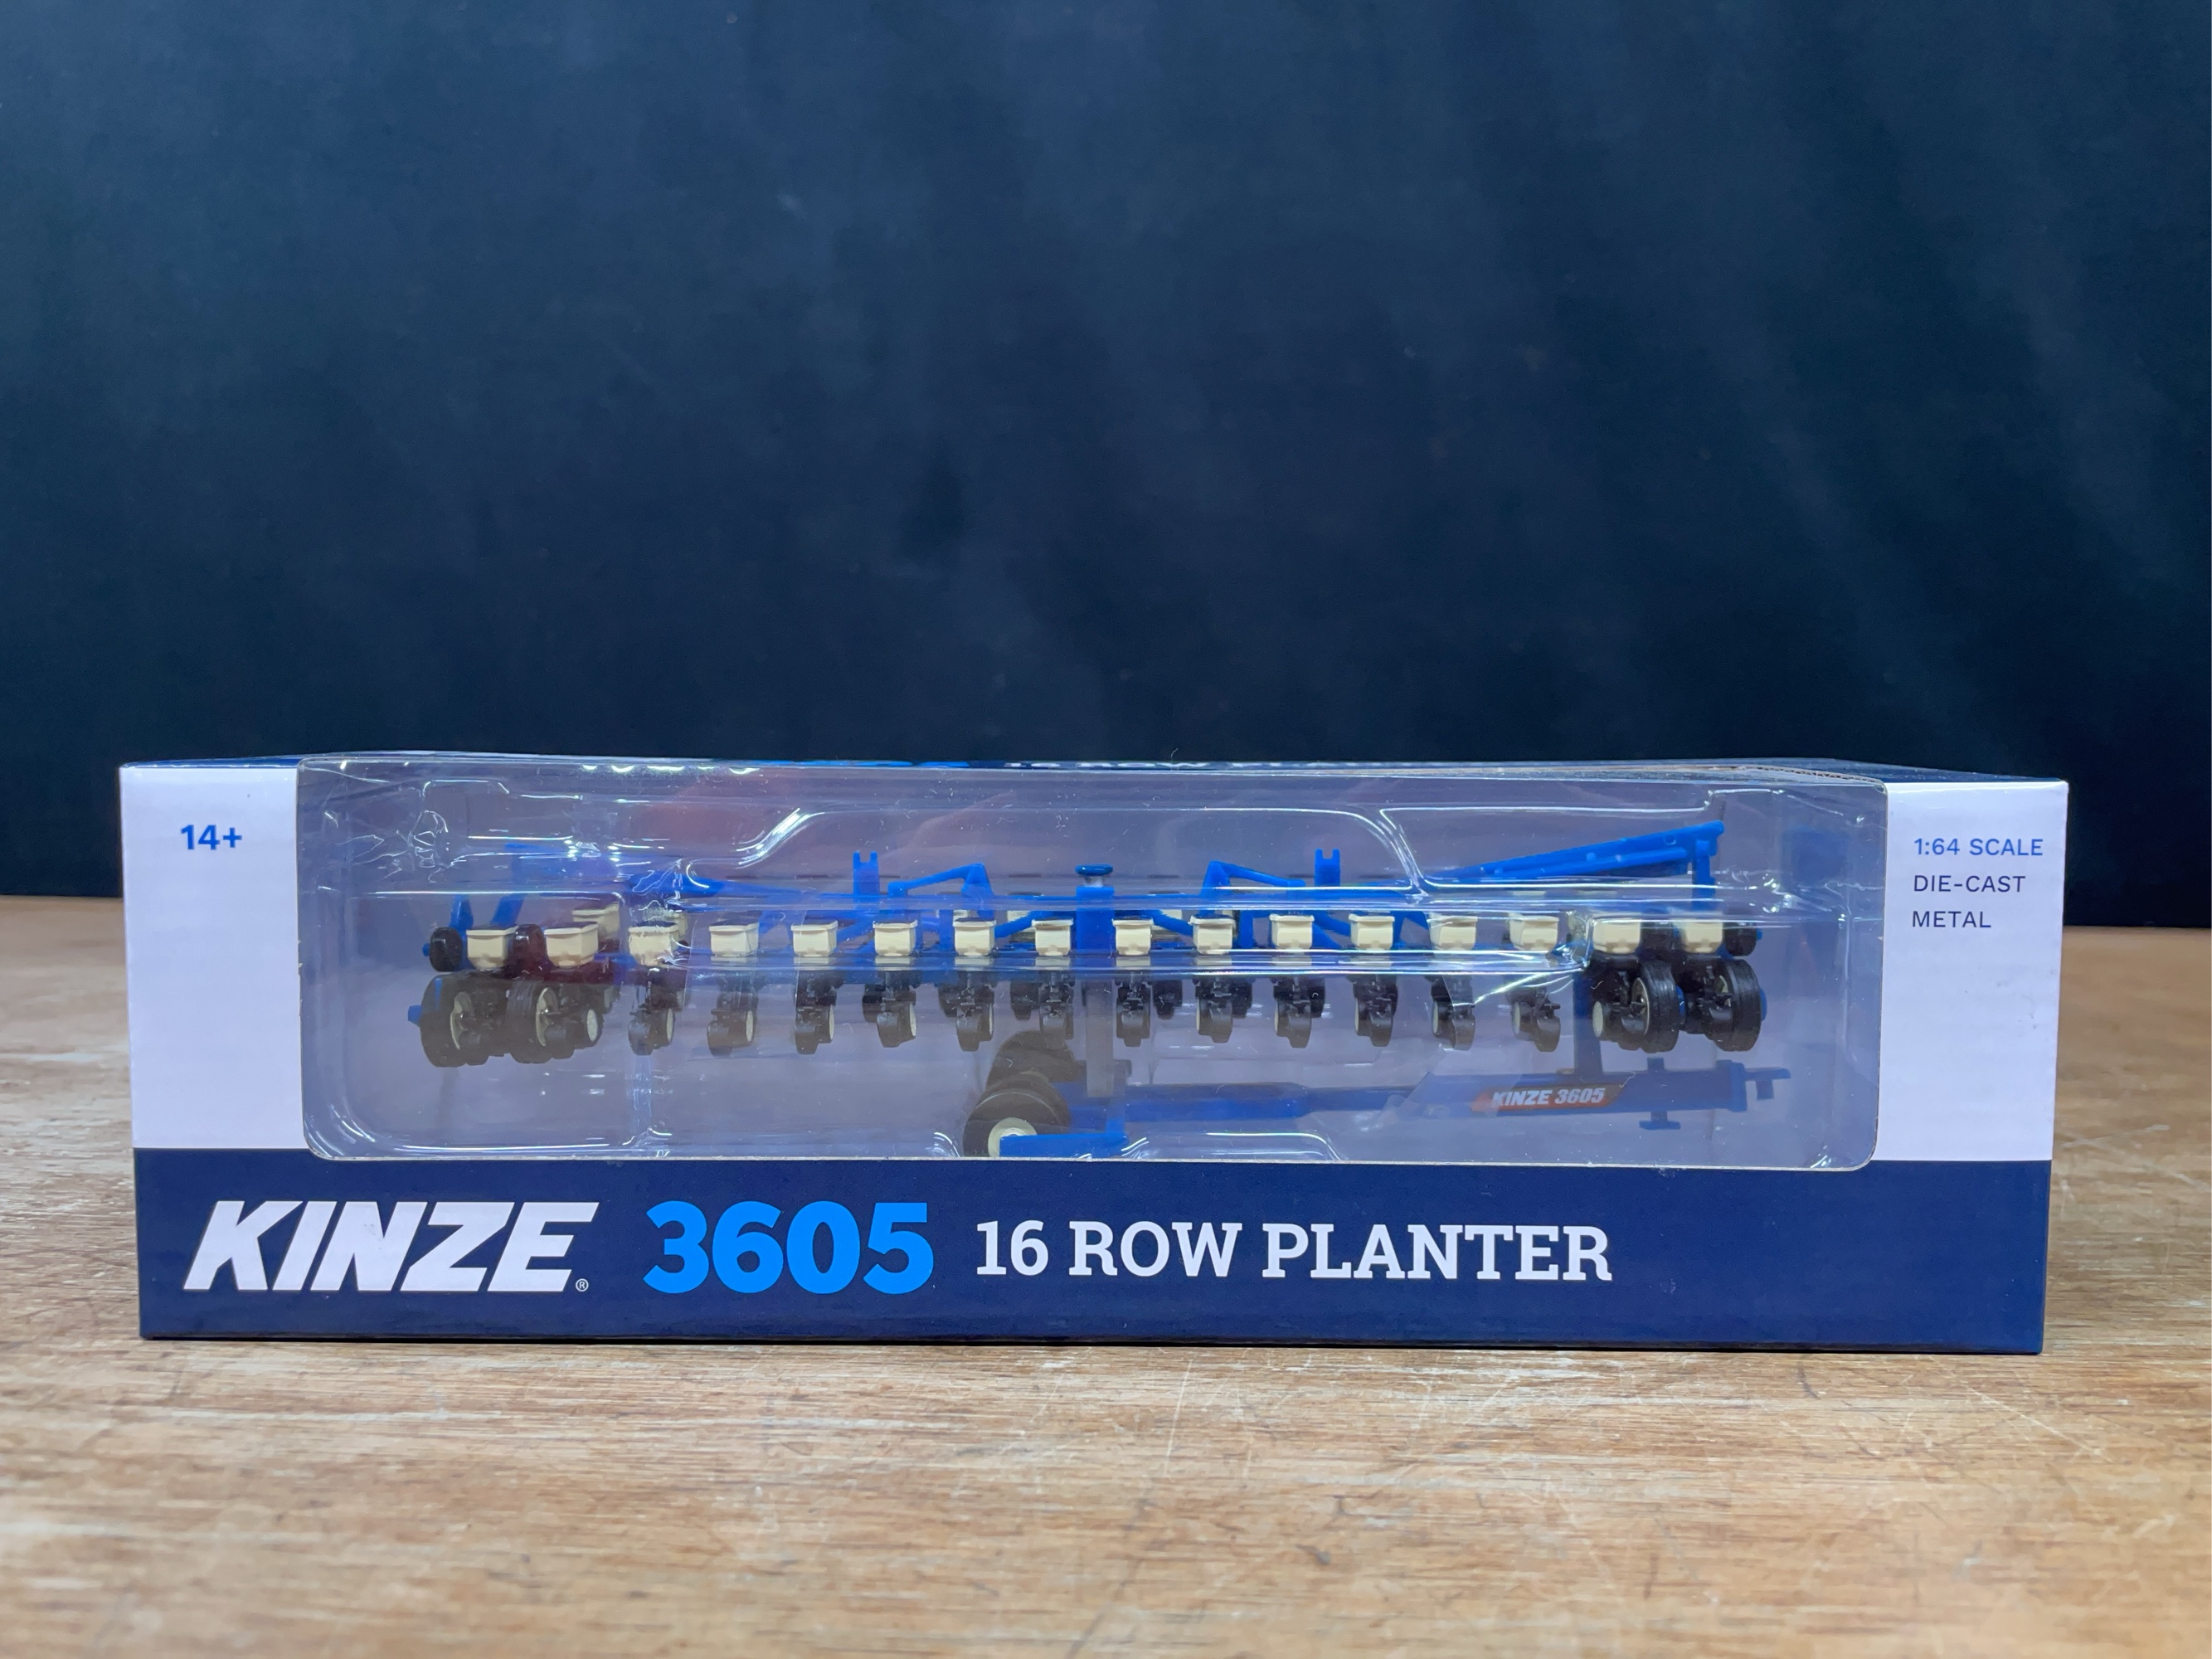 14+
1:64 SCALE
DIE-CAST
METAL
KINZE 3605
KINZE® 3605 16 ROW PLANTER